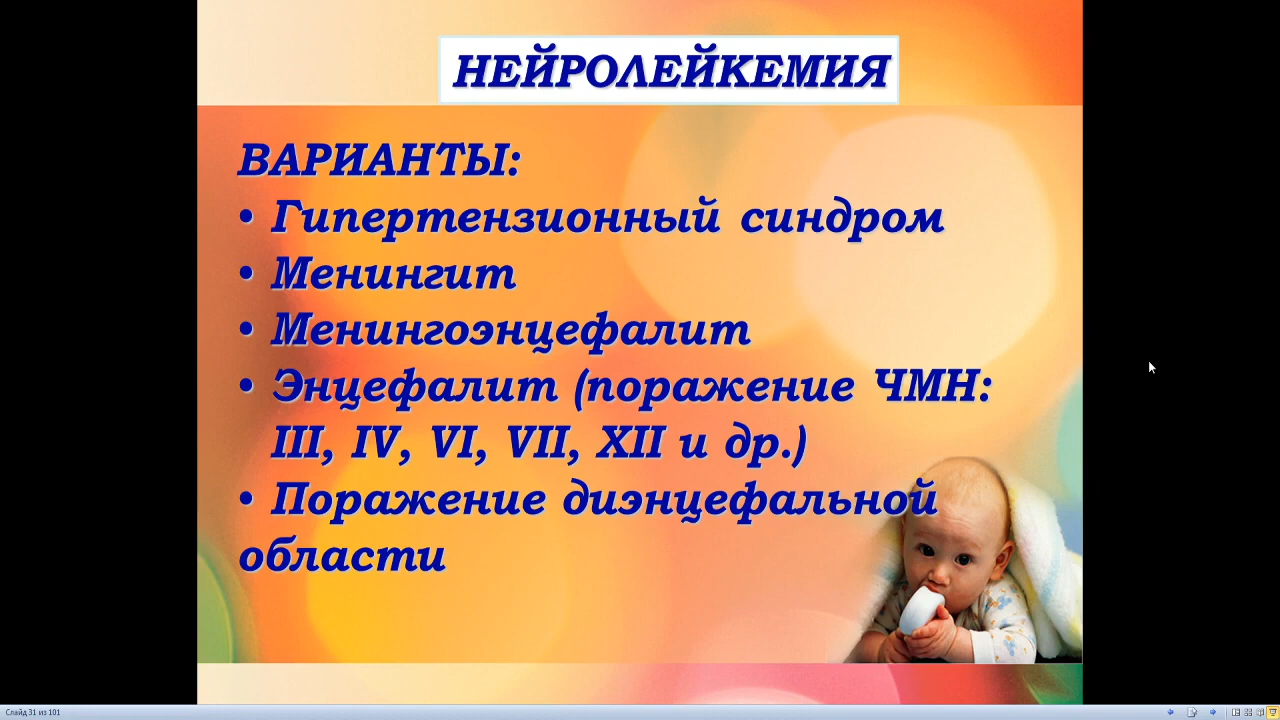 НЕЙРОЛЕЙКЕМИЯ
ВАРИАНТЫ:
• Гипертензионный синдром
• Менингит
• Менингоэнцефалит
• Энцефалит (поражение ЧМН:
III, IV, VI, VII, XII и др.)
• Поражение диэнцефальной
области
Слайд 31 из 101